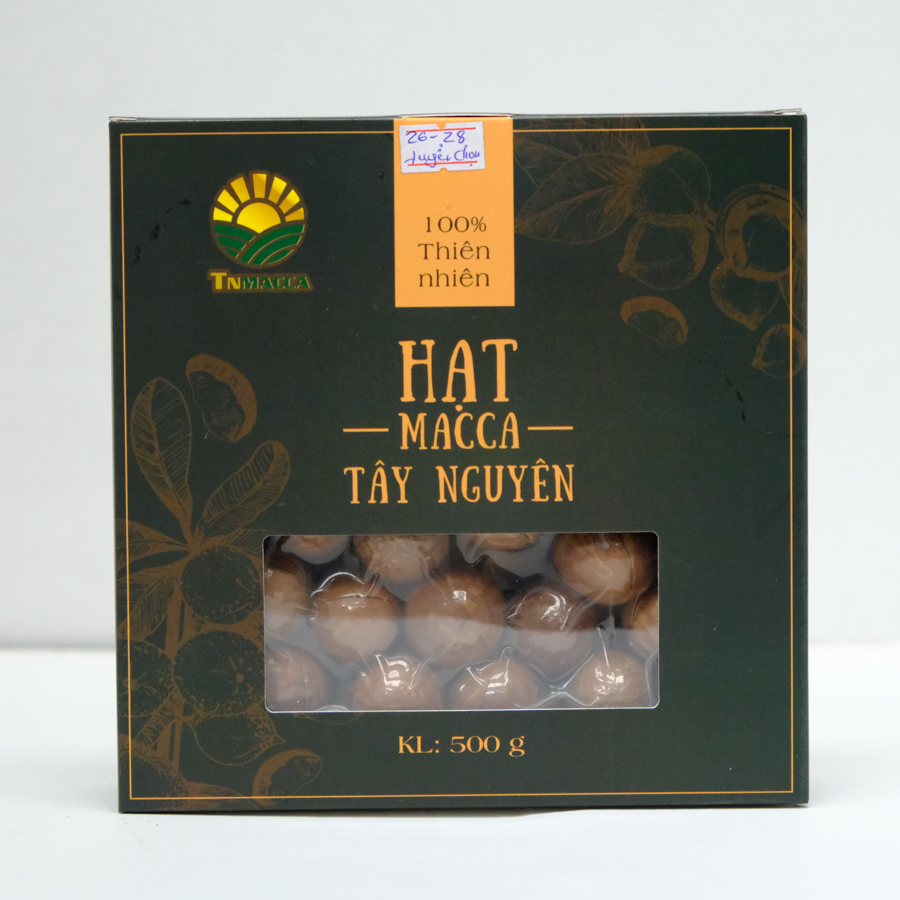 26-28
tuyển chọn
100%
Thiên
nhiên
TNMACCA
HẠT
MACCA
TÂY NGUYÊN
KL: 500 g